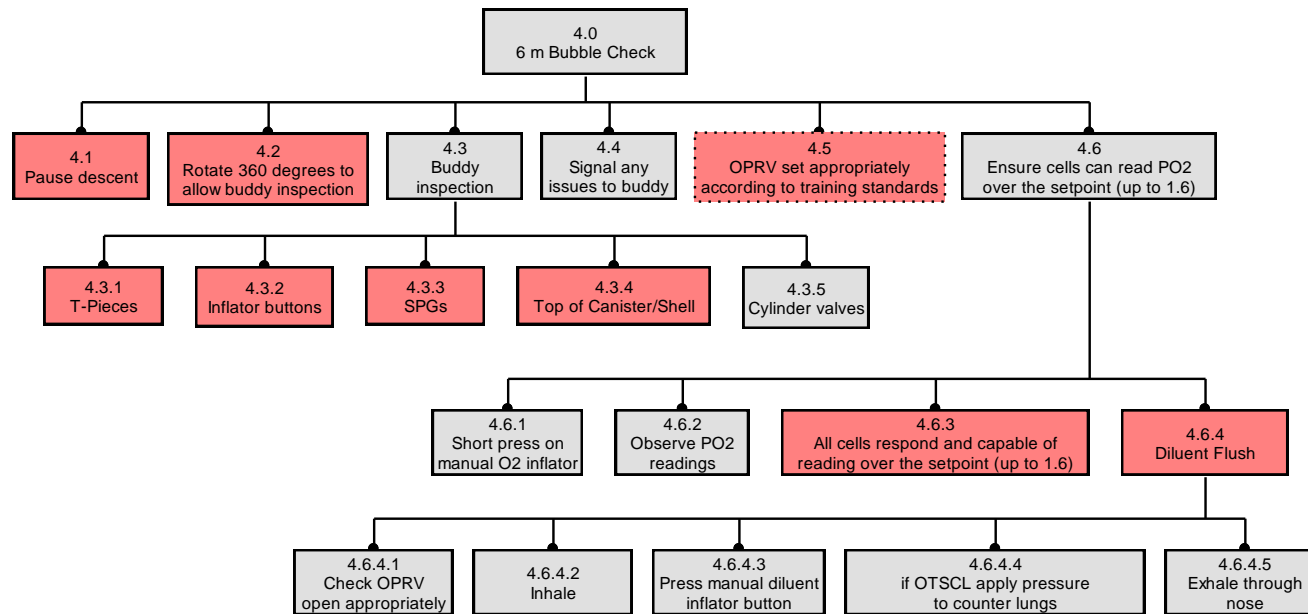 4.0
6 m Bubble Check
4.1
Pause descent
4.2
Rotate 360 degrees to
allow buddy inspection
4.3
Buddy
inspection
4.4
Signal any
issues to buddy
4.5
OPRV set appropriately
according to training standards
4.6
Ensure cells can read PO2
over the setpoint (up to 1.6)
4.3.1
T-Pieces
4.3.2
Inflator buttons
4.3.3
SPGs
4.3.4
Top of Canister/Shell
4.3.5
Cylinder valves
4.6.1
Short press on
manual O2 inflator
4.6.2
Observe PO2
readings
4.6.3
All cells respond and capable of
reading over the setpoint (up to 1.6)
4.6.4
Diluent Flush
4.6.4.1
Check OPRV
open appropriately
4.6.4.2
Inhale
4.6.4.3
Press manual diluent
inflator button
4.6.4.4
if OTSCL apply pressure
to counter lungs
4.6.4.5
Exhale through
nose